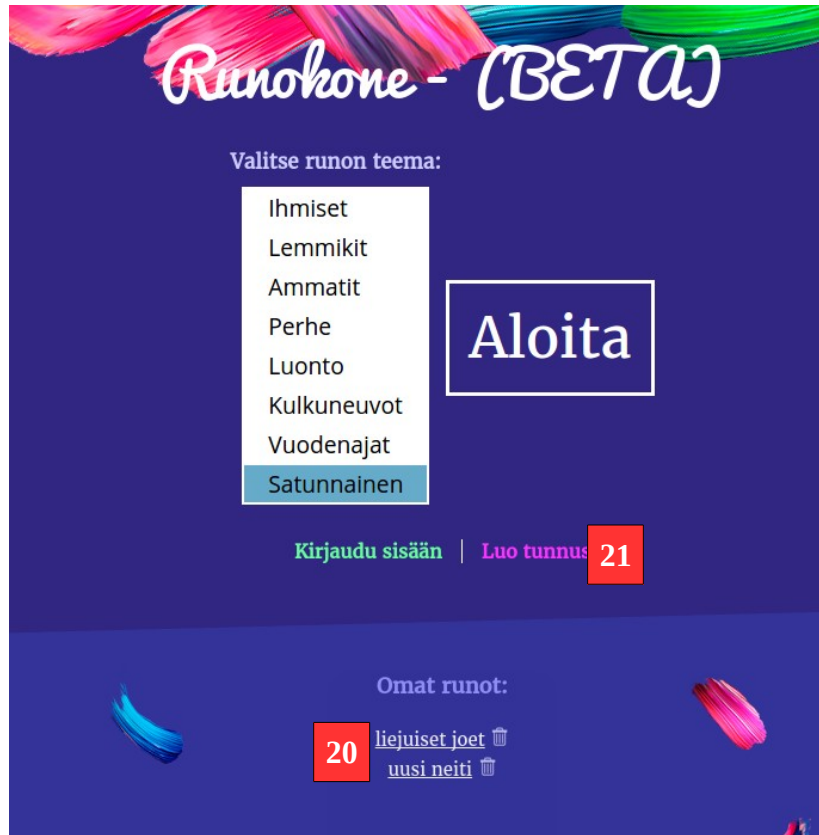 Runokone - (BETA)
Valitse runon teema:
Ihmiset
Lemmikit
Ammatit
Perhe
Luonto
Kulkuneuvot
Vuodenajat
Satunnainen
Aloita
Kirjaudu sisään | Luo tunnus 21
Omat runot:
20 liejuiset joet
uusi neiti